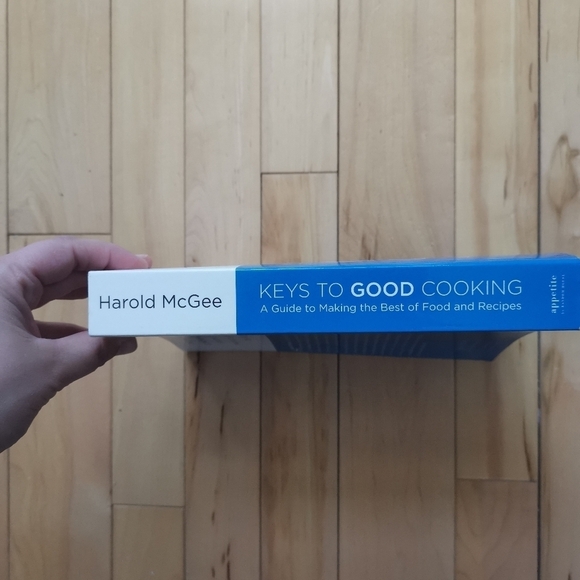 Harold McGee
KEYS TO GOOD COOKING
A Guide to Making the Best of Food and Recipes
appetite